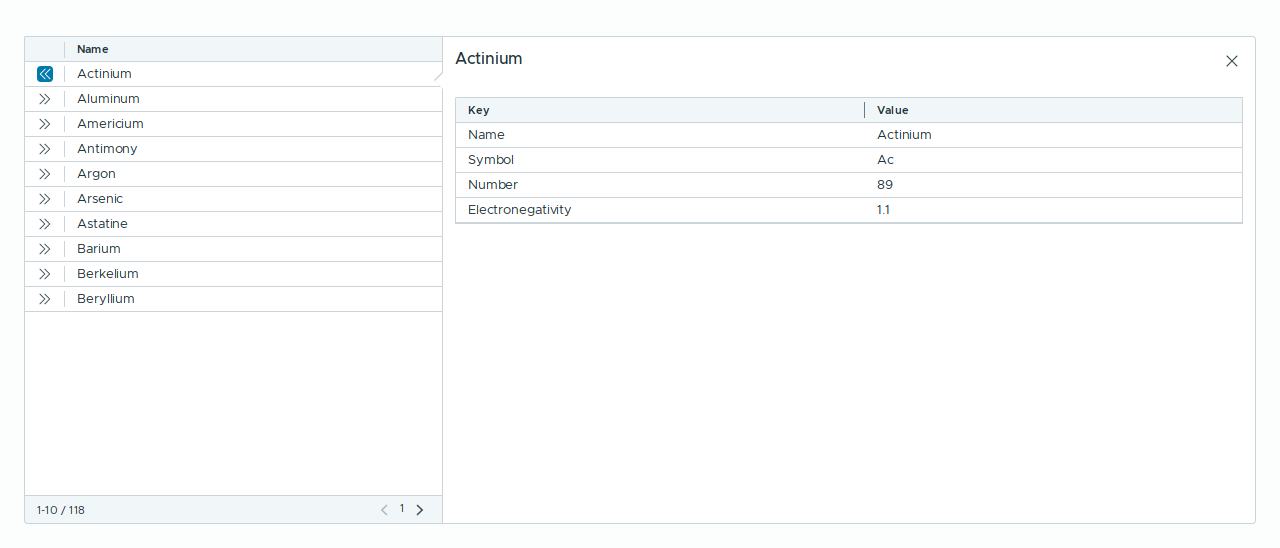 Name
Actinium
Aluminum
Americium
Antimony
Argon
Arsenic
Astatine
Barium
Berkelium
Beryllium
1-10 / 118
1
Actinium
Key Value
Name Actinium
Symbol Ac
Number 89
Electronegativity 1.1